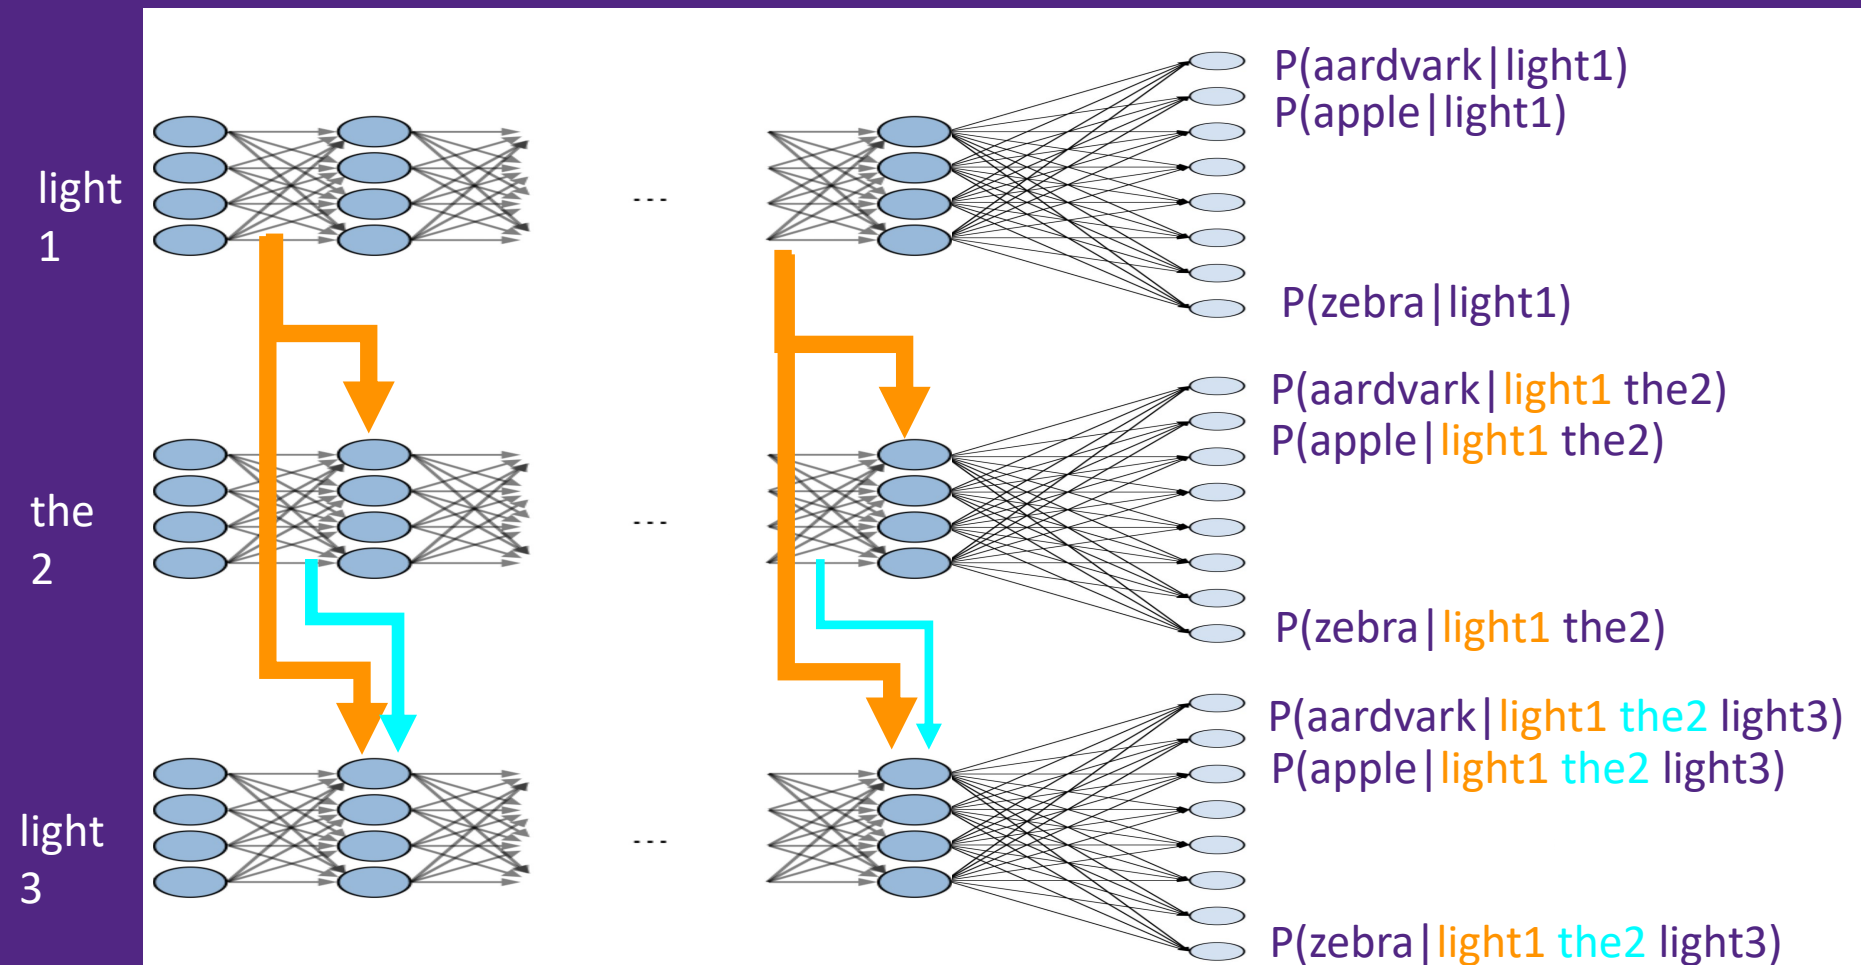 light
1
...
P(aardvark|light1)
P(apple|light1)
P(zebra|light1)
the
2
...
P(aardvark|light1 the2)
P(apple|light1 the2)
P(zebra|light1 the2)
light
3
...
P(aardvark|light1 the2 light3)
P(apple|light1 the2 light3)
P(zebra|light1 the2 light3)